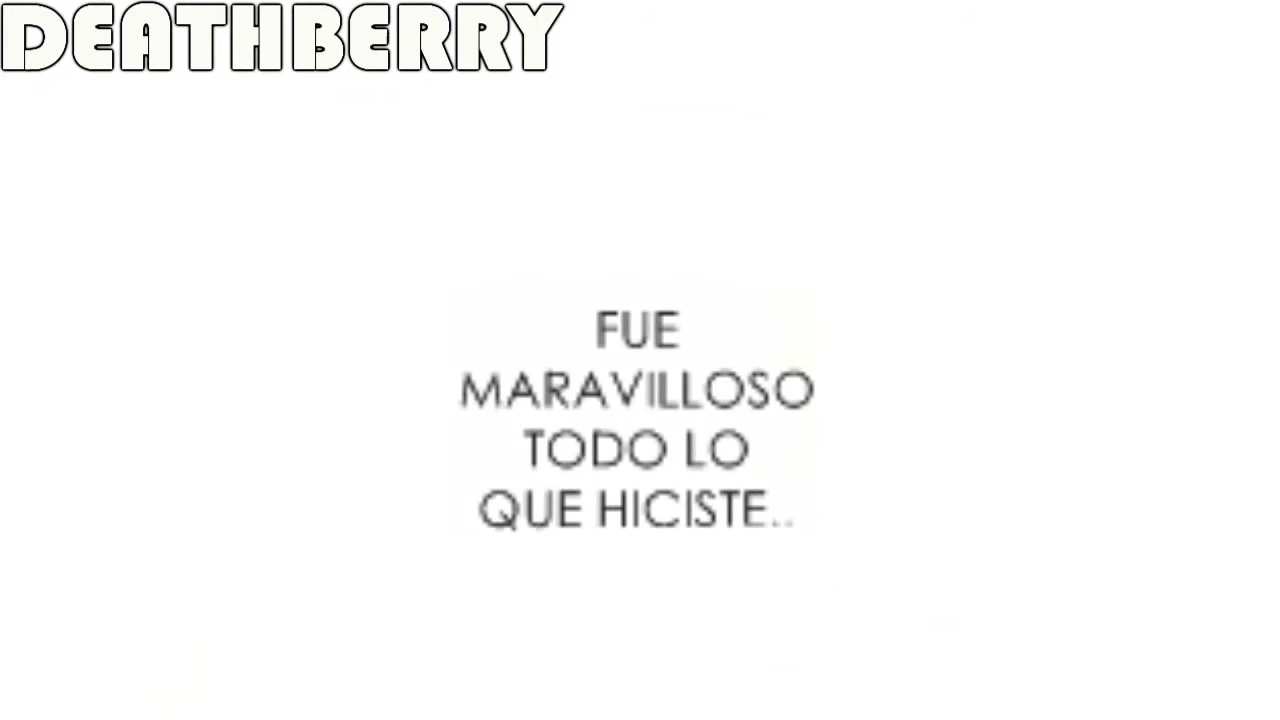 DEATHBERRY
FUE
MARAVILLOSO
TODO LO
QUE HICISTE..